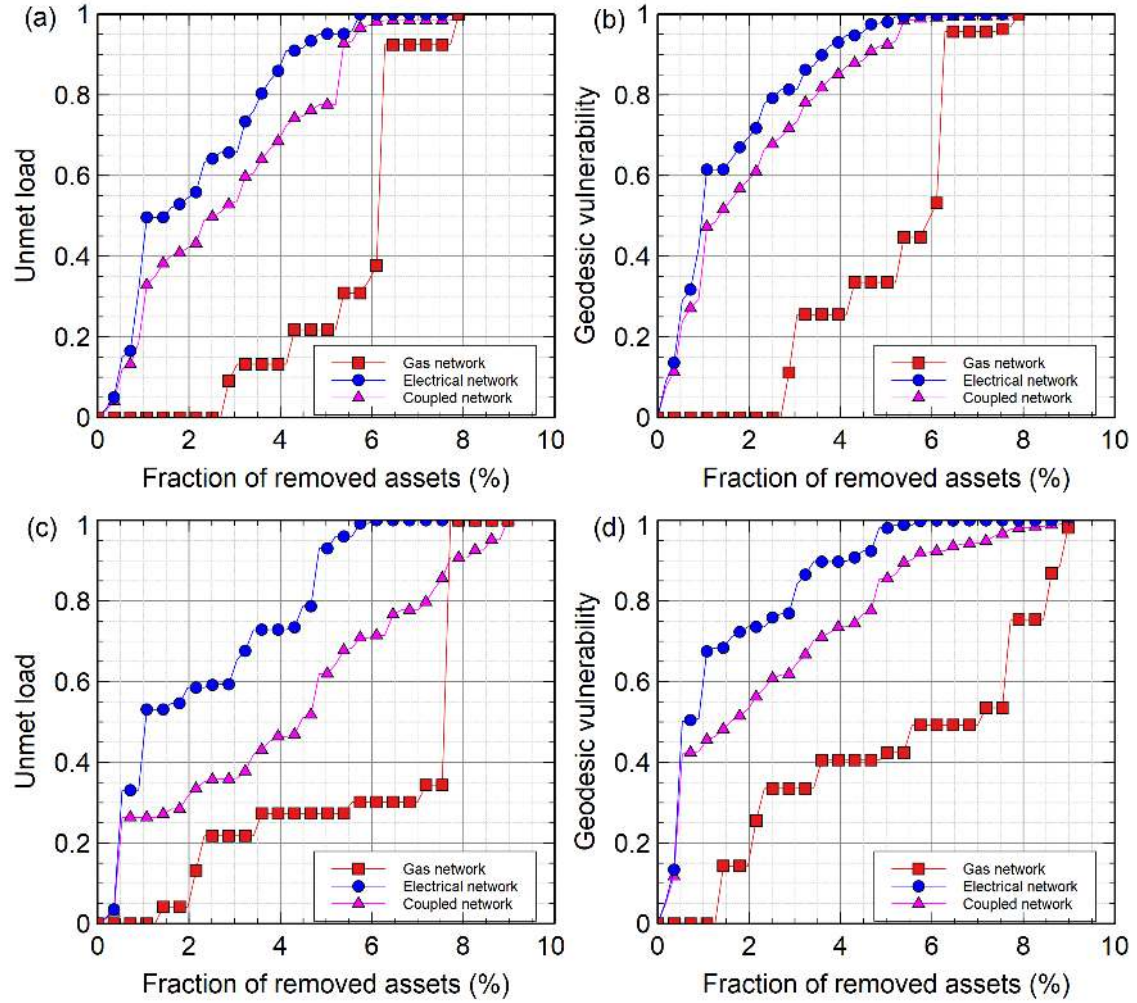 (a)
Unmet load
1
0.8
0.6
0.4
0.2
0
0 2 4 6 8 10
Gas network
Electrical network
Coupled network
Fraction of removed assets (%)
(b)
Geodesic vulnerability
1
0.8
0.6
0.4
0.2
0
0 2 4 6 8 10
Gas network
Electrical network
Coupled network
Fraction of removed assets (%)
(c)
Unmet load
1
0.8
0.6
0.4
0.2
0
0 2 4 6 8 10
Gas network
Electrical network
Coupled network
Fraction of removed assets (%)
(d)
Geodesic vulnerability
1
0.8
0.6
0.4
0.2
0
0 2 4 6 8 10
Gas network
Electrical network
Coupled network
Fraction of removed assets (%)